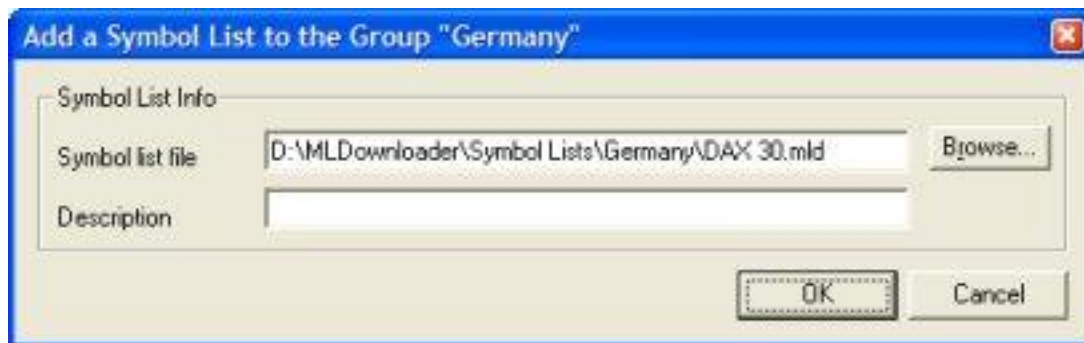 Add a Symbol List to the Group "Germany"
Symbol List Info
Symbol list file D:\MLDownloader\Symbol Lists\Germany\DAX 30.mld Browse...
Description
OK Cancel